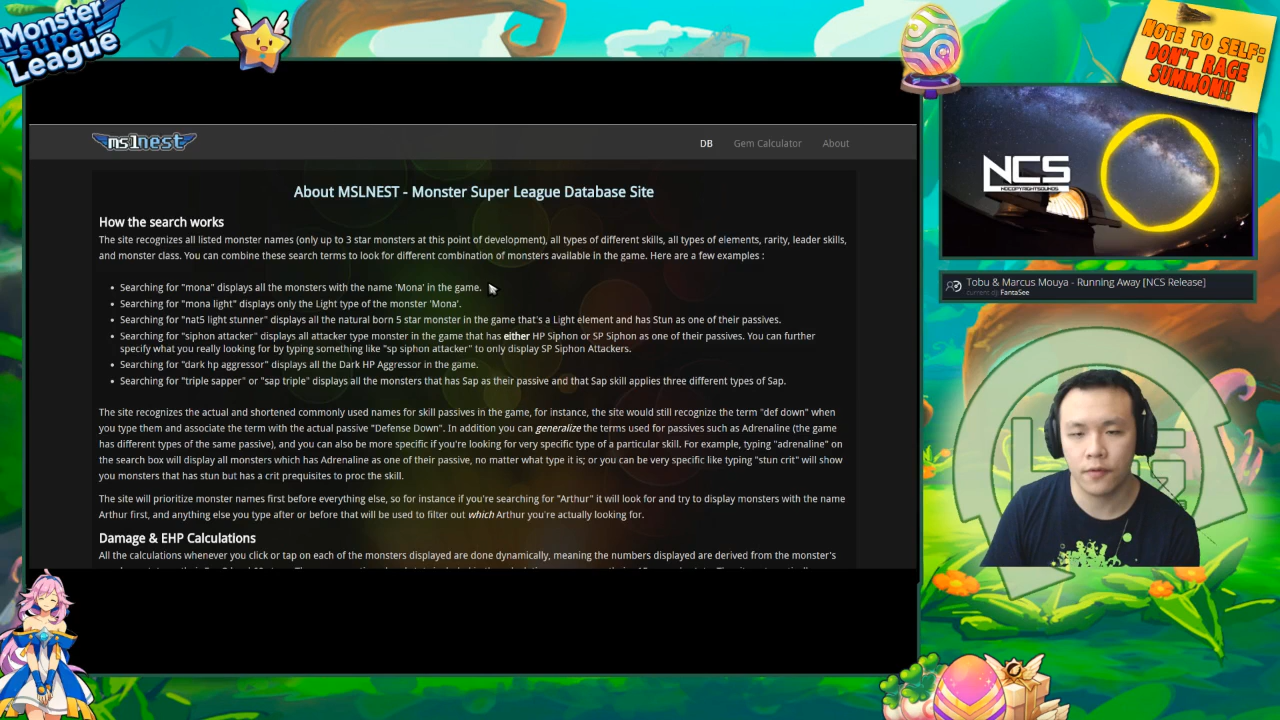 Monster
Super
League
NOTE TO SELF:
DON'T RAGE
SUMMON!!
mslnest
DB
Gem Calculator
About
About MSLNEST - Monster Super League Database Site
How the search works
The site recognizes all listed monster names (only up to 3 star monsters at this point of development), all types of different skills, all types of elements, rarity, leader skills,
and monster class. You can combine these search terms to look for different combination of monsters available in the game. Here are a few examples :
• Searching for "mona" displays all the monsters with the name 'Mona' in the game.
• Searching for "mona light" displays only the Light type of the monster 'Mona'.
• Searching for "nat5 light stunner" displays all the natural born 5 star monster in the game that's a Light element and has Stun as one of their passives.
• Searching for "siphon attacker" displays all attacker type monster in the game that has either HP Siphon or SP Siphon as one of their passives. You can further
specify what you really looking for by typing something like "sp siphon attacker" to only display SP Siphon Attackers.
• Searching for "dark hp aggressor" displays all the Dark HP Aggressor in the game.
• Searching for "triple sapper" or "sap triple" displays all the monsters that has Sap as their passive and that Sap skill applies three different types of Sap.
The site recognizes the actual and shortened commonly used names for skill passives in the game, for instance, the site would still recognize the term "def down" when
you type them and associate the term with the actual passive "Defense Down". In addition you can generalize the terms used for passives such as Adrenaline (the game
has different types of the same passive), and you can also be more specific if you're looking for very specific type of a particular skill. For example, typing "adrenaline" on
the search box will display all monsters which has Adrenaline as one of their passive, no matter what type it is; or you can be very specific like typing "stun crit" will show
you monsters that has stun but has a crit prequisites to proc the skill.
The site will prioritize monster names first before everything else, so for instance if you're searching for "Arthur" it will look for and try to display monsters with the name
Arthur first, and anything else you type after or before that will be used to filter out which Arthur you're actually looking for.
Damage & EHP Calculations
All the calculations whenever you click or tap on each of the monsters displayed are done dynamically, meaning the numbers displayed are derived from the monster's
NCS
NOCOPYRIGHTSOUNDS
Tobu & Marcus Mouya - Running Away [NCS Release]
FantaSee